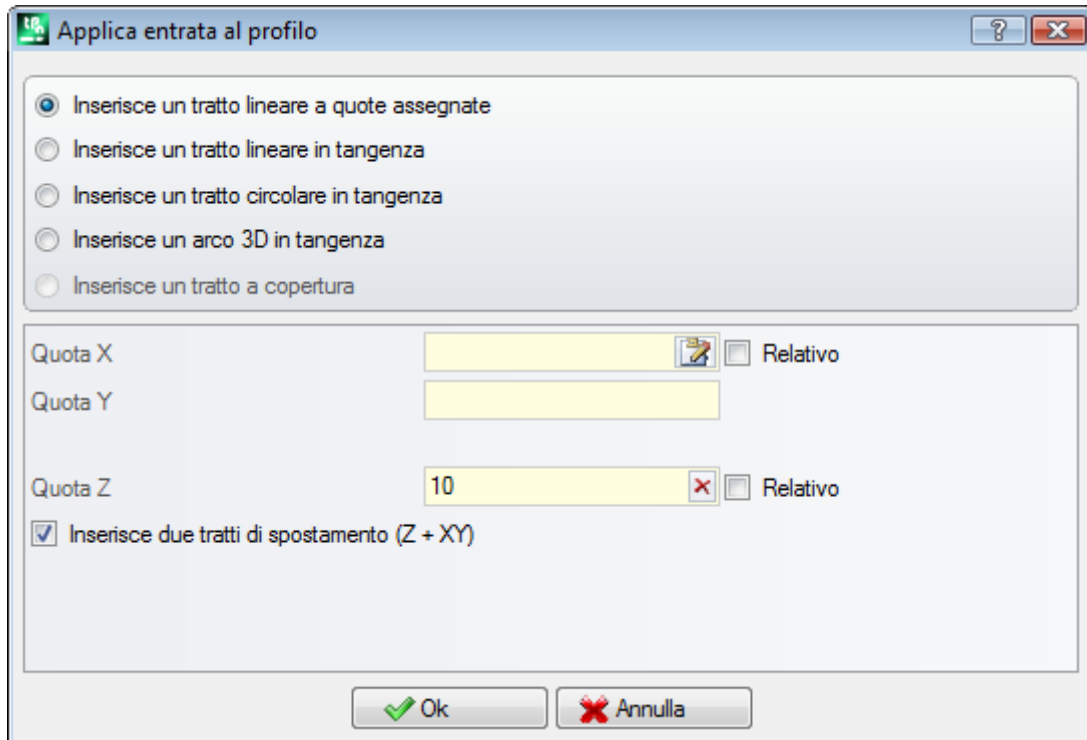 Applica entrata al profilo
Inserisce un tratto lineare a quote assegnate
Inserisce un tratto lineare in tangenza
Inserisce un tratto circolare in tangenza
Inserisce un arco 3D in tangenza
Inserisce un tratto a copertura
Quota X Relativo
Quota Y
Quota Z 10 Relativo
Inserisce due tratti di spostamento (Z + XY)
Ok Annulla